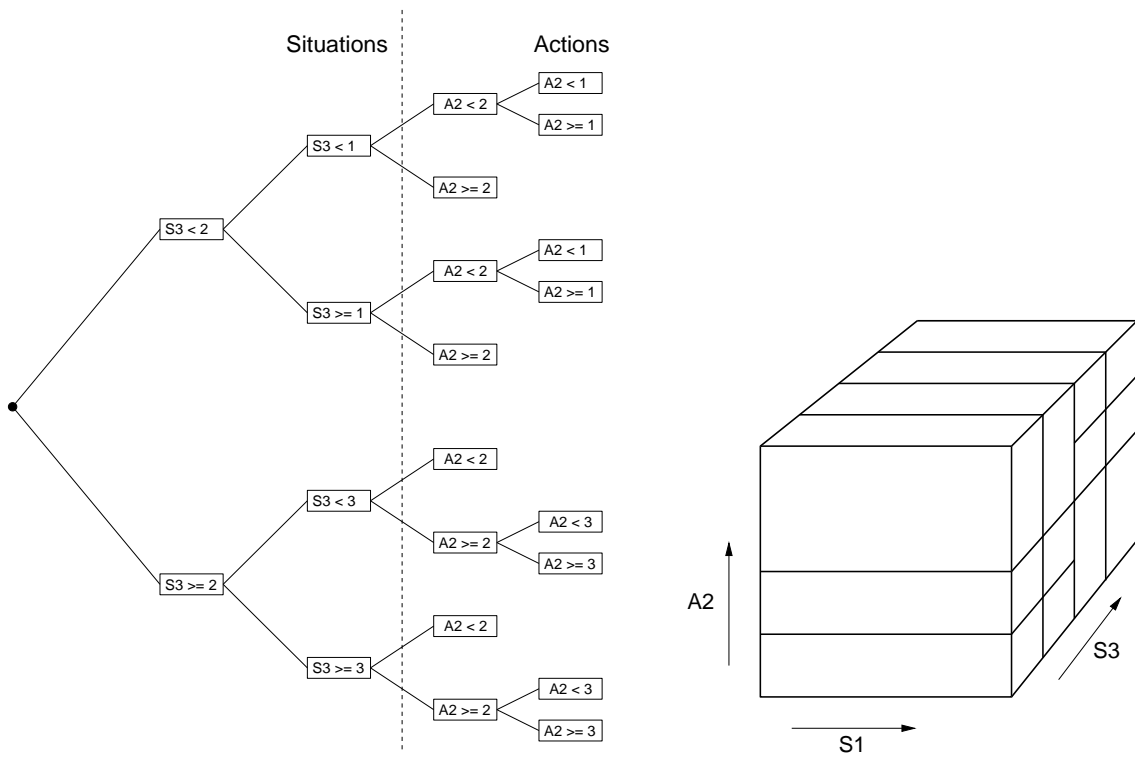 Situations
Actions
A2 < 1
A2 < 2
A2 >= 1
S3 < 1
A2 >= 2
S3 < 2
A2 < 1
A2 < 2
A2 >= 1
S3 >= 1
A2 >= 2
A2 < 2
S3 < 3
A2 < 3
A2 >= 2
A2 >= 3
S3 >= 2
A2 < 2
S3 >= 3
A2 < 3
A2 >= 2
A2 >= 3
A2
S3
S1